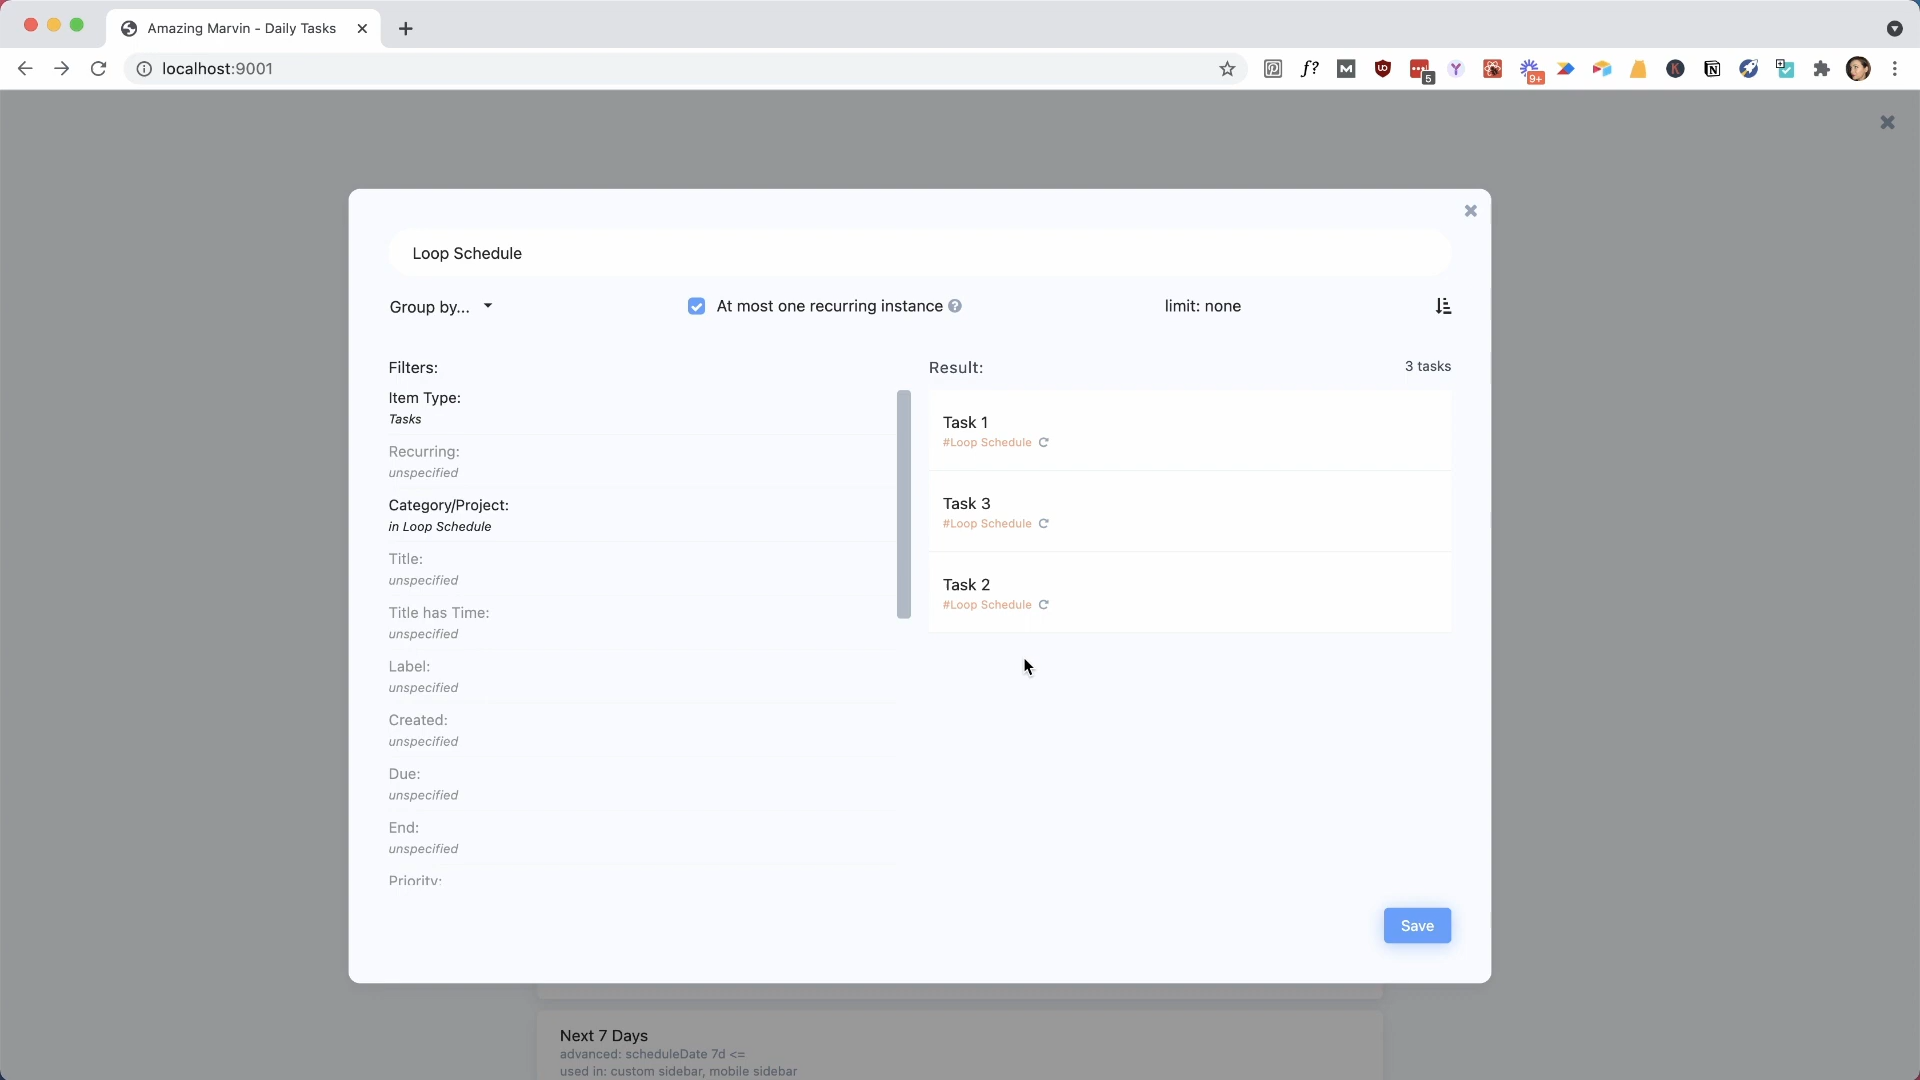 Amazing Marvin - Daily Tasks
localhost:9001
5
9+
Loop Schedule
Group by...
At most one recurring instance
limit: none
Filters:
Result:
3 tasks
Item Type:
Tasks
Recurring:
unspecified
Category/Project:
in Loop Schedule
Title:
unspecified
Title has Time:
unspecified
Label:
unspecified
Created:
unspecified
Due:
unspecified
End:
unspecified
Priority:
Task 1
#Loop Schedule
Task 3
#Loop Schedule
Task 2
#Loop Schedule
Save
Next 7 Days
advanced: scheduleDate 7d <=
used in: custom sidebar, mobile sidebar